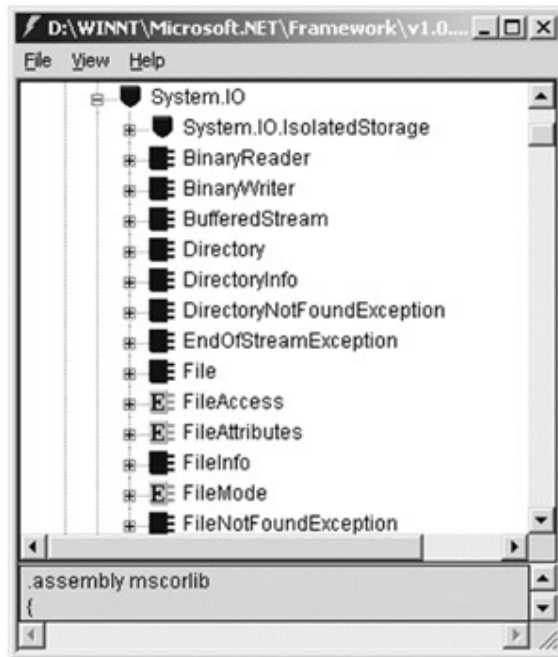 D:\WINNT\Microsoft.NET\Framework\v1.0....
File View Help
System.IO
System.IO.IsolatedStorage
BinaryReader
BinaryWriter
BufferedStream
Directory
DirectoryInfo
DirectoryNotFoundException
EndOfStreamException
File
E FileAccess
E FileAttributes
FileInfo
E FileMode
FileNotFoundException
.assembly mscorlib
{